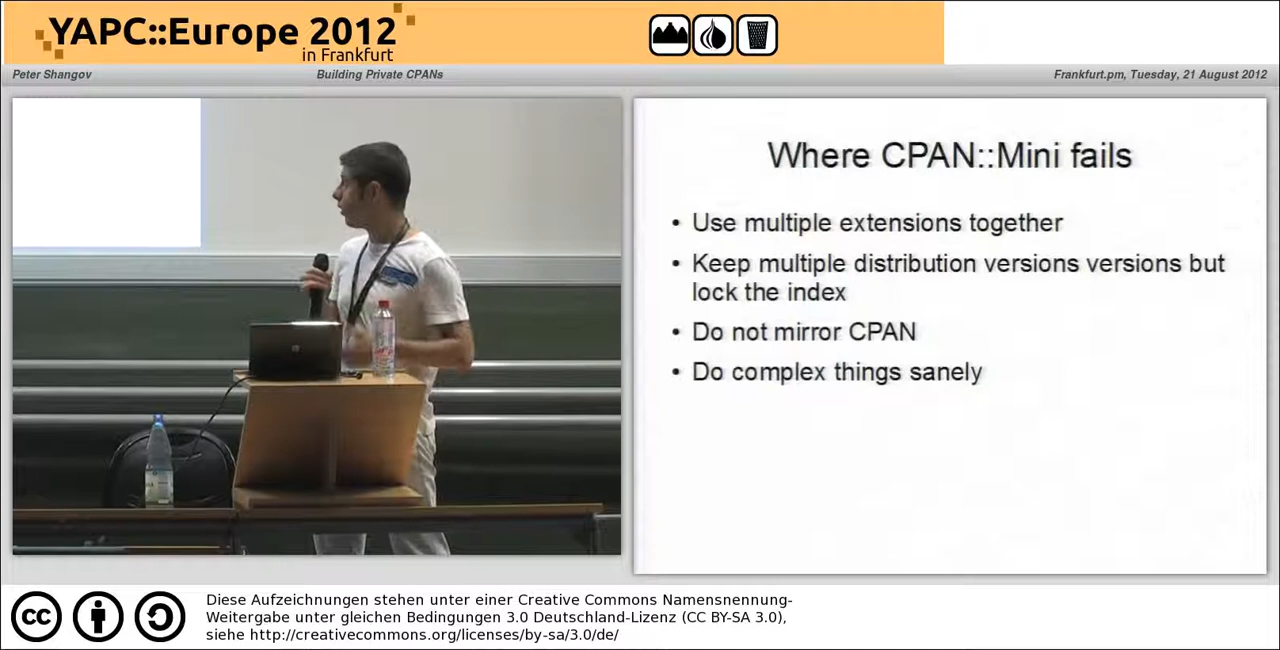 YAPC::Europe 2012
in Frankfurt
Peter Shangov
Building Private CPANs
Frankfurt.pm, Tuesday, 21 August 2012
Where CPAN::Mini fails
• Use multiple extensions together
• Keep multiple distribution versions versions but
lock the index
• Do not mirror CPAN
• Do complex things sanely
cc
Diese Aufzeichnungen stehen unter einer Creative Commons Namensnennung-
Weitergabe unter gleichen Bedingungen 3.0 Deutschland-Lizenz (CC BY-SA 3.0),
siehe http://creativecommons.org/licenses/by-sa/3.0/de/